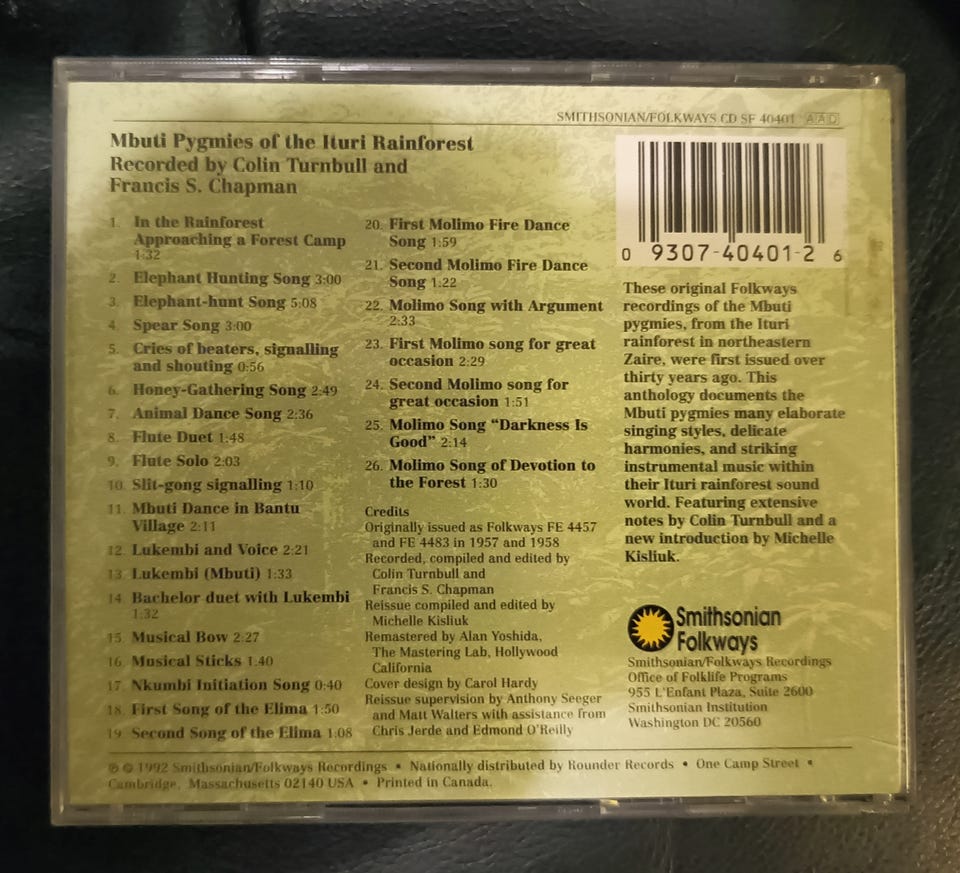 SMITHSONIAN/FOLKWAYS CD SF 40401 AAD
Mbuti Pygmies of the Ituri Rainforest
Recorded by Colin Turnbull and
Francis S. Chapman
1. In the Rainforest
Approaching a Forest Camp
1:32
2. Elephant Hunting Song 3:00
3. Elephant-hunt Song 5:08
4. Spear Song 3:00
5. Cries of beaters, signalling
and shouting 0:56
6. Honey-Gathering Song 2:49
7. Animal Dance Song 2:36
8. Flute Duet 1:48
9. Flute Solo 2:03
10. Slit-gong signalling 1:10
11. Mbuti Dance in Bantu
Village 2:11
12. Lukembi and Voice 2:21
13. Lukembi (Mbuti) 1:33
14. Bachelor duet with Lukembi
1:32
15. Musical Bow 2:27
16. Musical Sticks 1:40
17. Nkumbi Initiation Song 0:40
18. First Song of the Elima 1:50
19. Second Song of the Elima 1:08
20. First Molimo Fire Dance
Song 1:59
21. Second Molimo Fire Dance
Song 1:22
22. Molimo Song with Argument
2:33
23. First Molimo song for great
occasion 2:29
24. Second Molimo song for
great occasion 1:51
25. Molimo Song “Darkness Is
Good” 2:14
26. Molimo Song of Devotion to
the Forest 1:30
Credits
Originally issued as Folkways FE 4457
and FE 4483 in 1957 and 1958
Recorded, compiled and edited by
Colin Turnbull and
Francis S. Chapman
Reissue compiled and edited by
Michelle Kisliuk
Remastered by Alan Yoshida,
The Mastering Lab, Hollywood
California
Cover design by Carol Hardy
Reissue supervision by Anthony Seeger
and Matt Walters with assistance from
Chris Jerde and Edmond O'Reilly
0 9307-40401-2 6
These original Folkways
recordings of the Mbuti
pygmies, from the Ituri
rainforest in northeastern
Zaire, were first issued over
thirty years ago. This
anthology documents the
Mbuti pygmies many elaborate
singing styles, delicate
harmonies, and striking
instrumental music within
their Ituri rainforest sound
world. Featuring extensive
notes by Colin Turnbull and a
new introduction by Michelle
Kisliuk.
Smithsonian
Folkways
Smithsonian/Folkways Recordings
Office of Folklife Programs
955 L'Enfant Plaza, Suite 2600
Smithsonian Institution
Washington DC 20560
℗ © 1992 Smithsonian/Folkways Recordings • Nationally distributed by Rounder Records • One Camp Street •
Cambridge, Massachusetts 02140 USA • Printed in Canada.